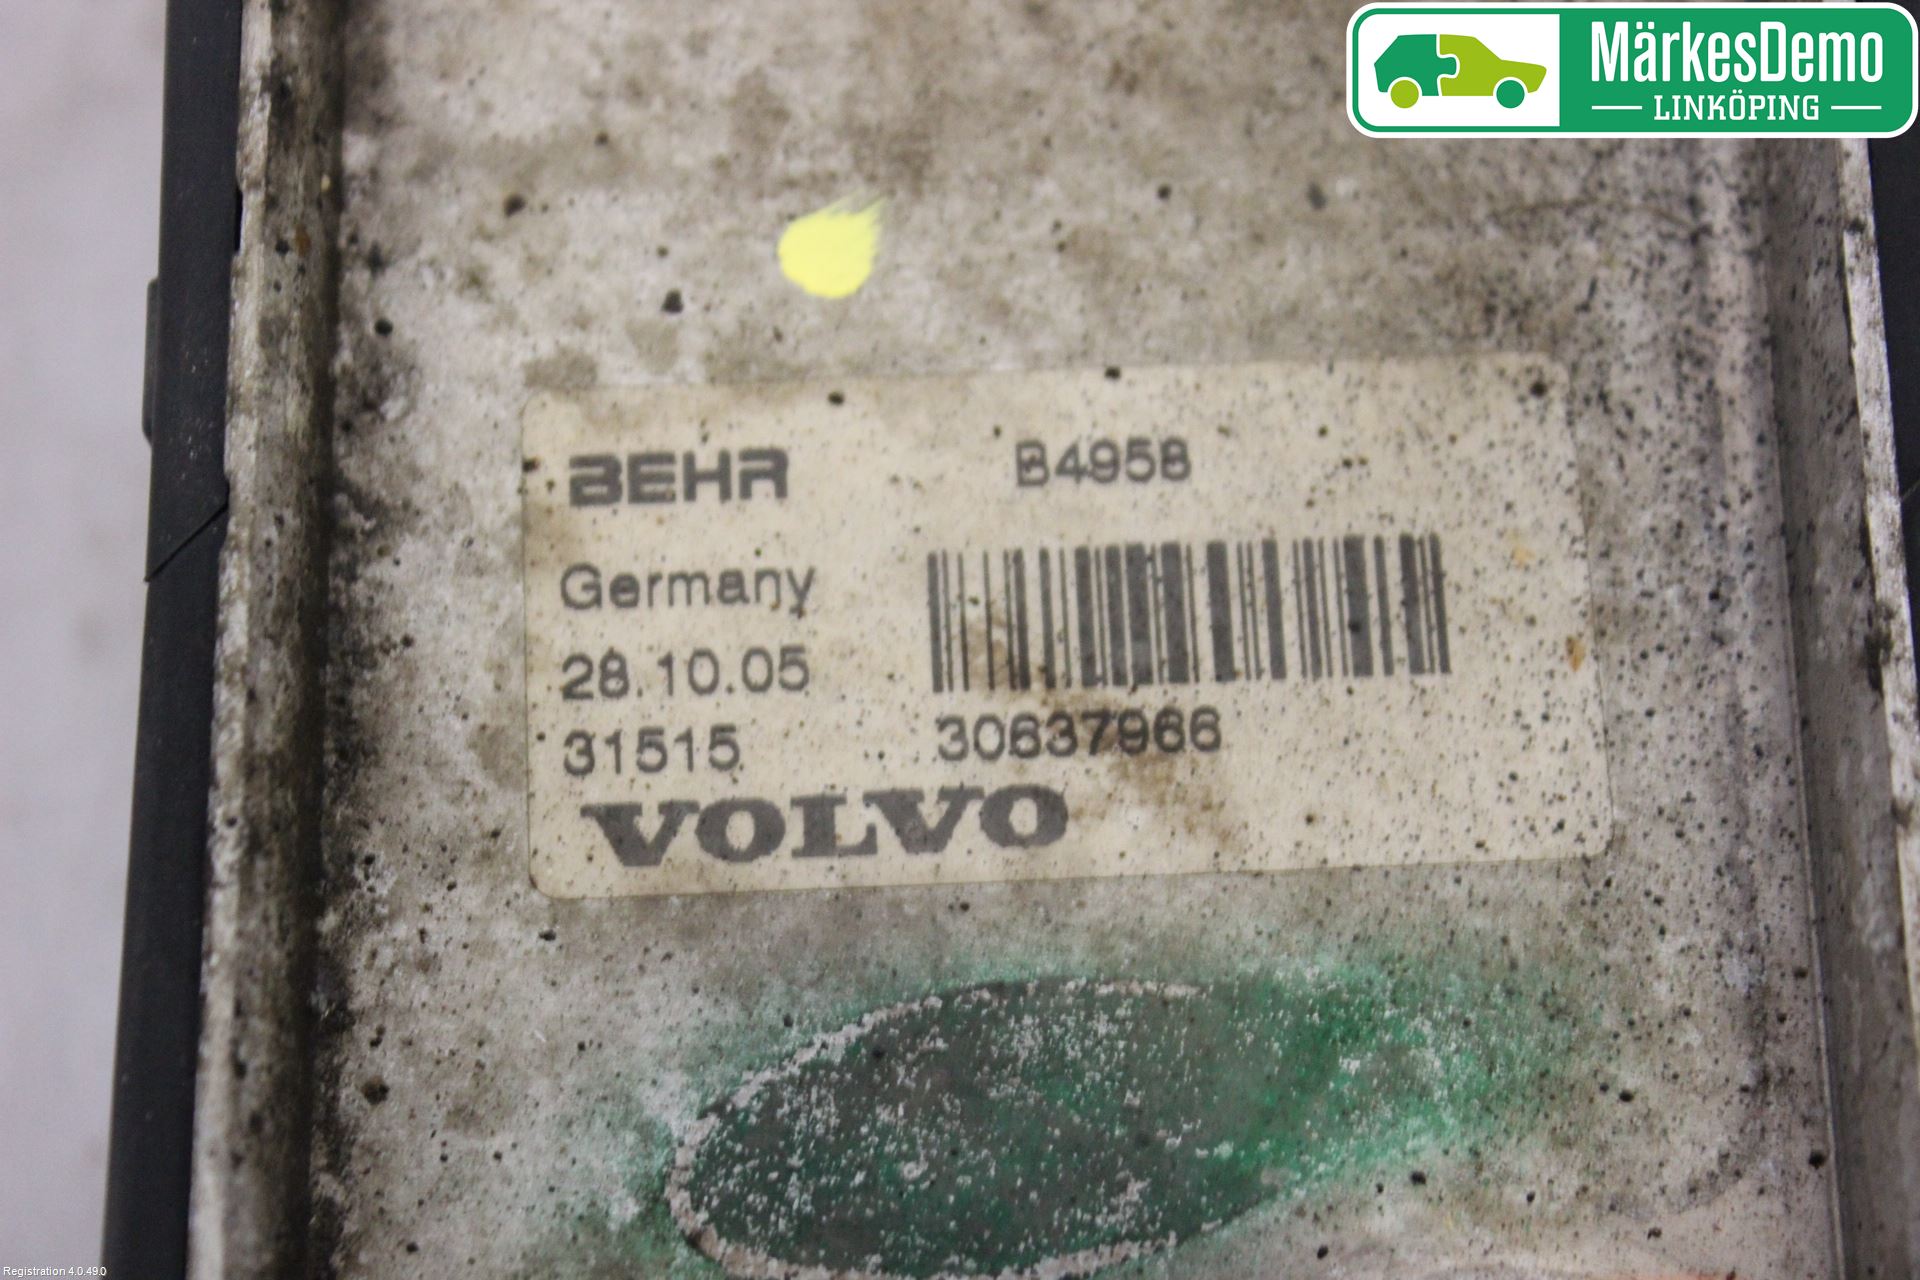 MärkesDemo
LINKÖPING
BEHR B4958
Germany
28.10.05
31515 30637966
VOLVO
Registration 4.0.49.0